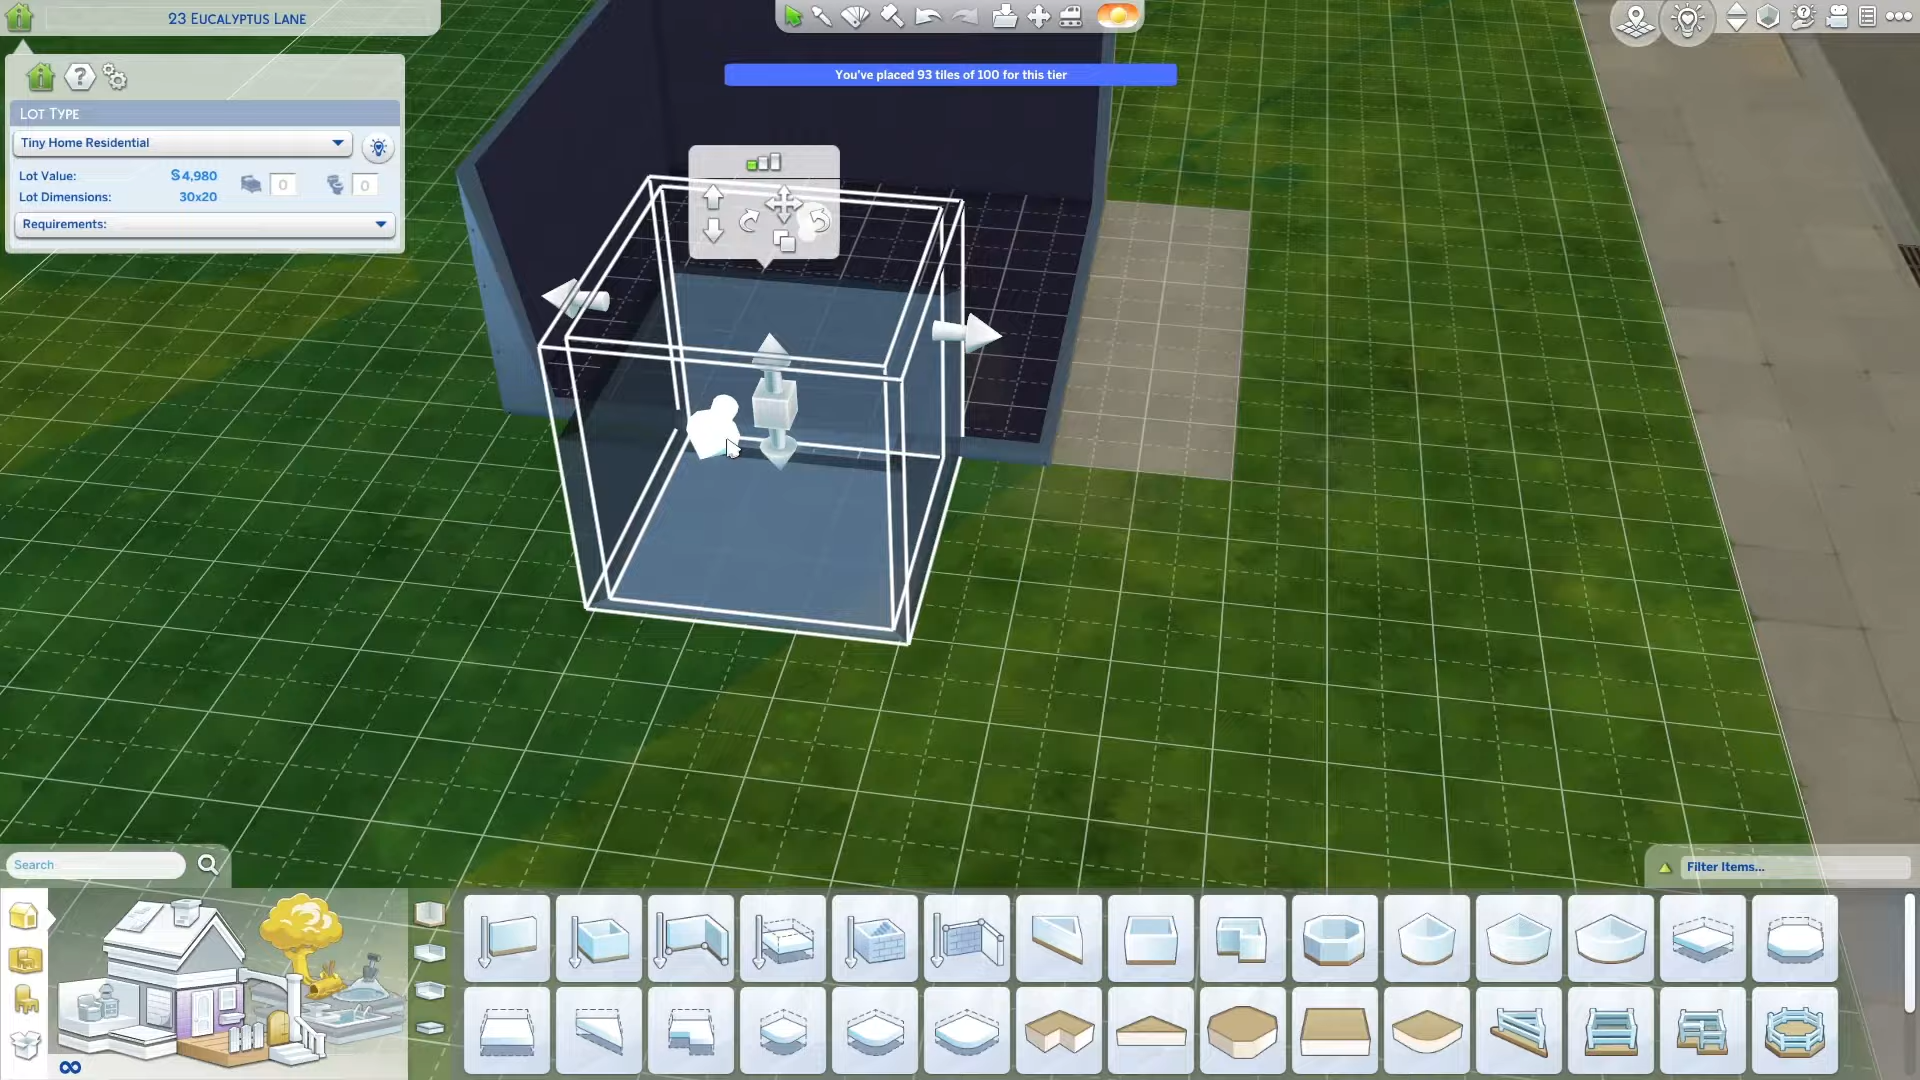 23 EUCALYPTUS LANE
You've placed 93 tiles of 100 for this tier
LOT TYPE
Tiny Home Residential
Lot Value: §4,980 0 0
Lot Dimensions: 30x20
Requirements:
Search
Filter Items...